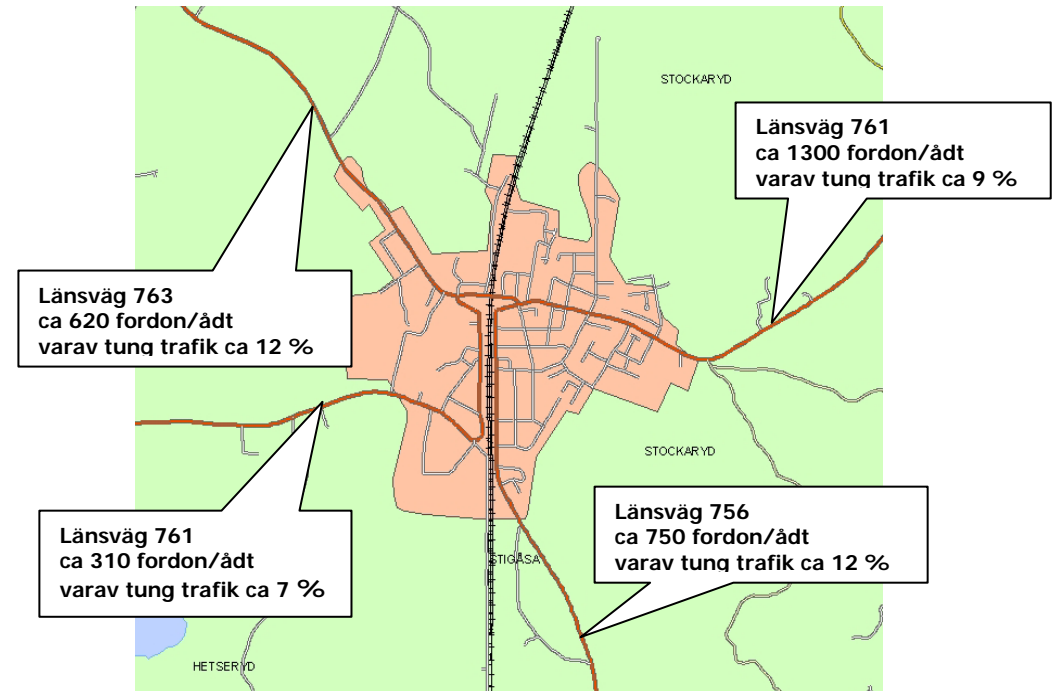 STOCKARYD
Länsväg 761
ca 1300 fordon/ådt
varav tung trafik ca 9 %
Länsväg 763
ca 620 fordon/ådt
varav tung trafik ca 12 %
STOCKARYD
Länsväg 756
ca 750 fordon/ådt
varav tung trafik ca 12 %
Länsväg 761
ca 310 fordon/ådt
varav tung trafik ca 7 %
STIGÅSA
HETSERYD